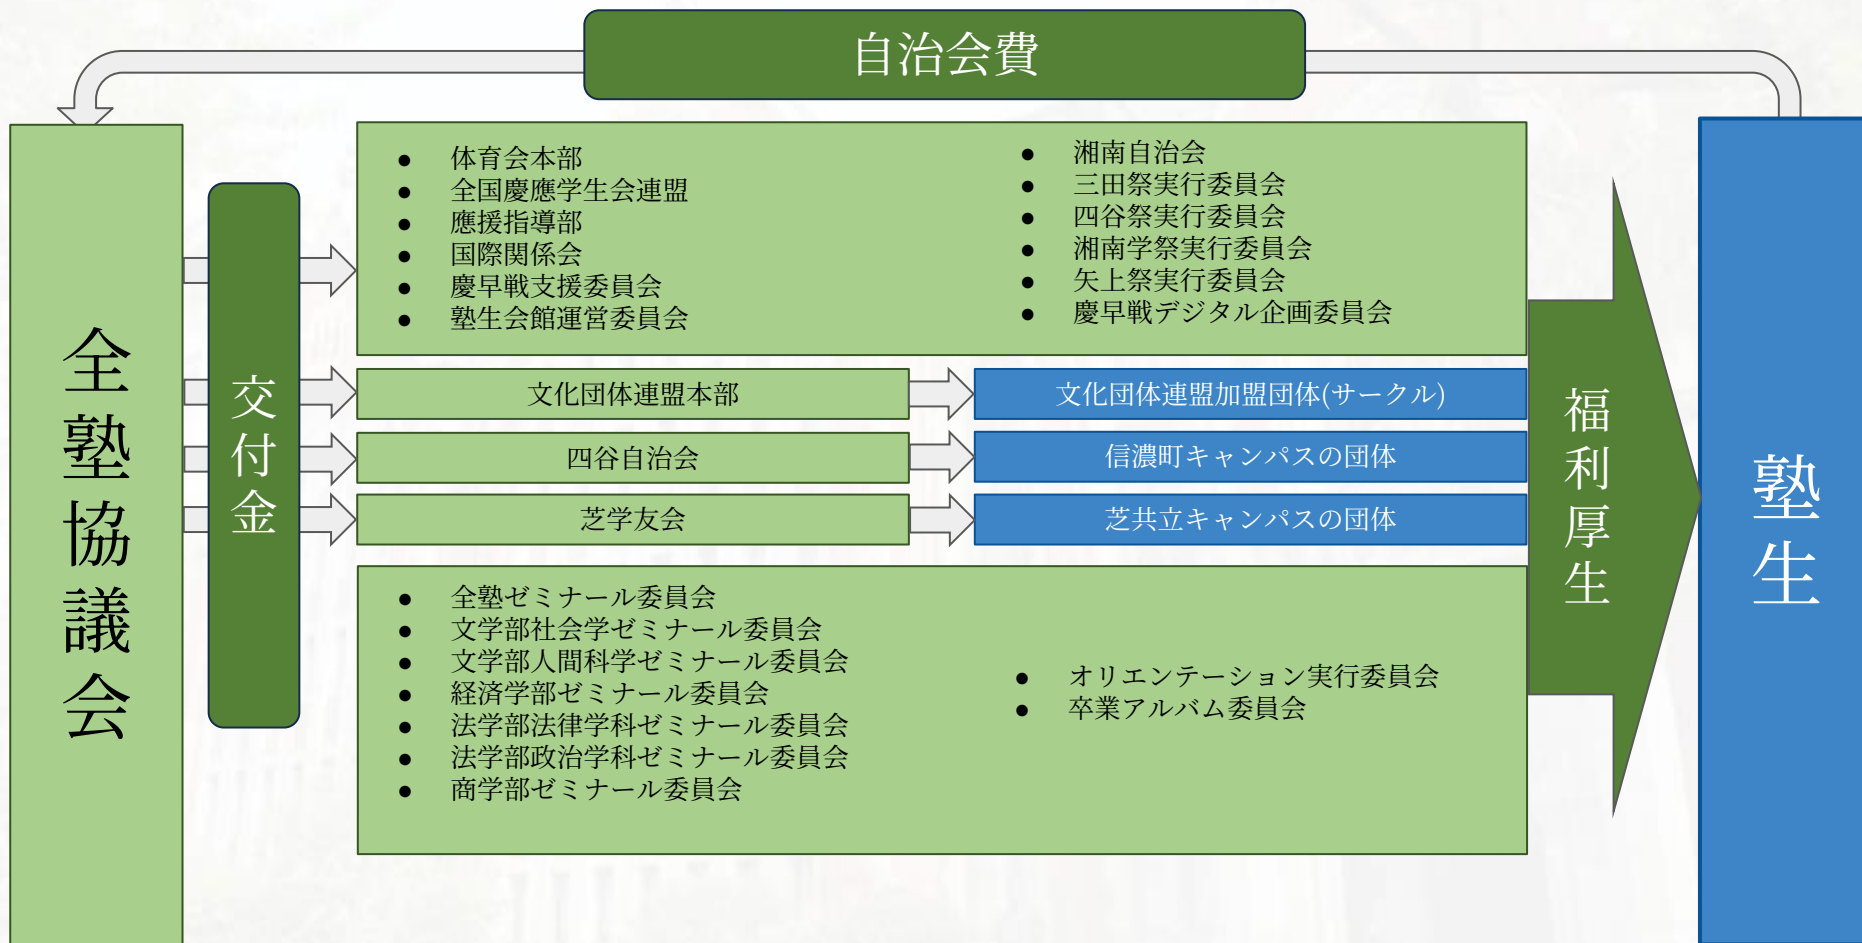 自治会費
全塾協議会
交付金
● 体育会本部
● 全国慶應学生会連盟
● 應援指導部
● 国際関係会
● 慶早戦支援委員会
● 塾生会館運営委員会
● 湘南自治会
● 三田祭実行委員会
● 四谷祭実行委員会
● 湘南学祭実行委員会
● 矢上祭実行委員会
● 慶早戦デジタル企画委員会
文化団体連盟本部
文化団体連盟加盟団体(サークル)
四谷自治会
信濃町キャンパスの団体
芝学友会
芝共立キャンパスの団体
● 全塾ゼミナール委員会
● 文学部社会学ゼミナール委員会
● 文学部人間科学ゼミナール委員会
● 経済学部ゼミナール委員会
● 法学部法律学科ゼミナール委員会
● 法学部政治学科ゼミナール委員会
● 商学部ゼミナール委員会
● オリエンテーション実行委員会
● 卒業アルバム委員会
福利厚生
塾生